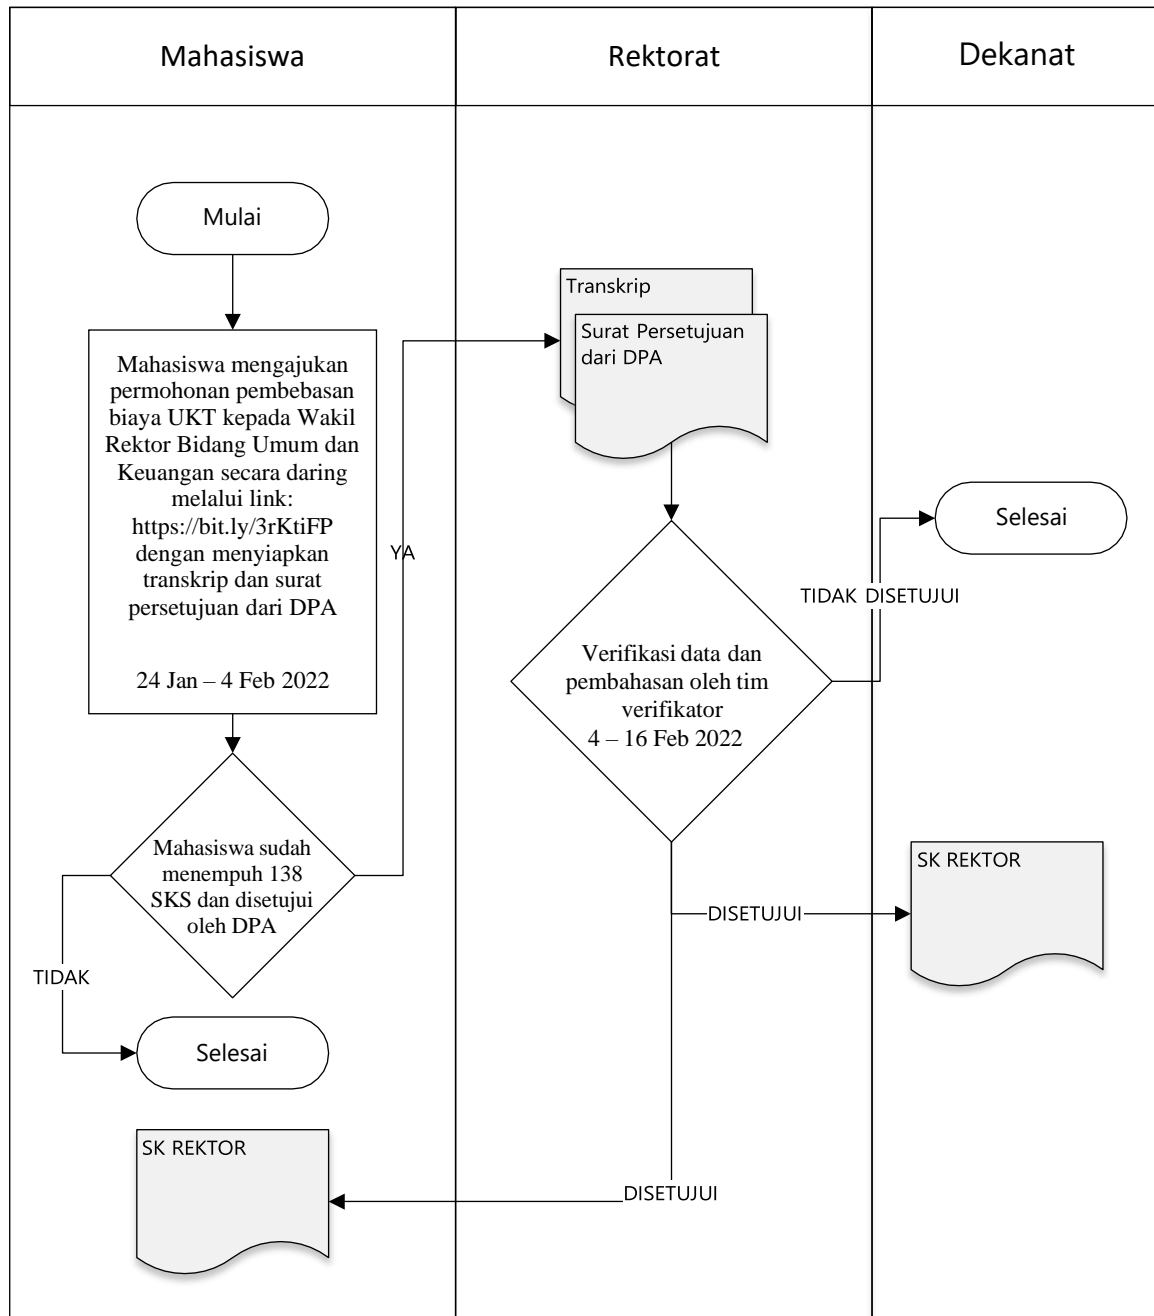 Mahasiswa
Rektorat
Dekanat
Mulai
Mahasiswa mengajukan
permohonan pembebasan
biaya UKT kepada Wakil
Rektor Bidang Umum dan
Keuangan secara daring
melalui link:
https://bit.ly/3rKtiFP
dengan menyiapkan
transkrip dan surat
persetujuan dari DPA
24 Jan – 4 Feb 2022
Mahasiswa sudah
menempuh 138
SKS dan disetujui
oleh DPA
TIDAK
Selesai
YA
Transkrip
Surat Persetujuan
dari DPA
Verifikasi data dan
pembahasan oleh tim
verifikator
4 – 16 Feb 2022
TIDAK DISETUJUI
Selesai
DISETUJUI
SK REKTOR
DISETUJUI
SK REKTOR